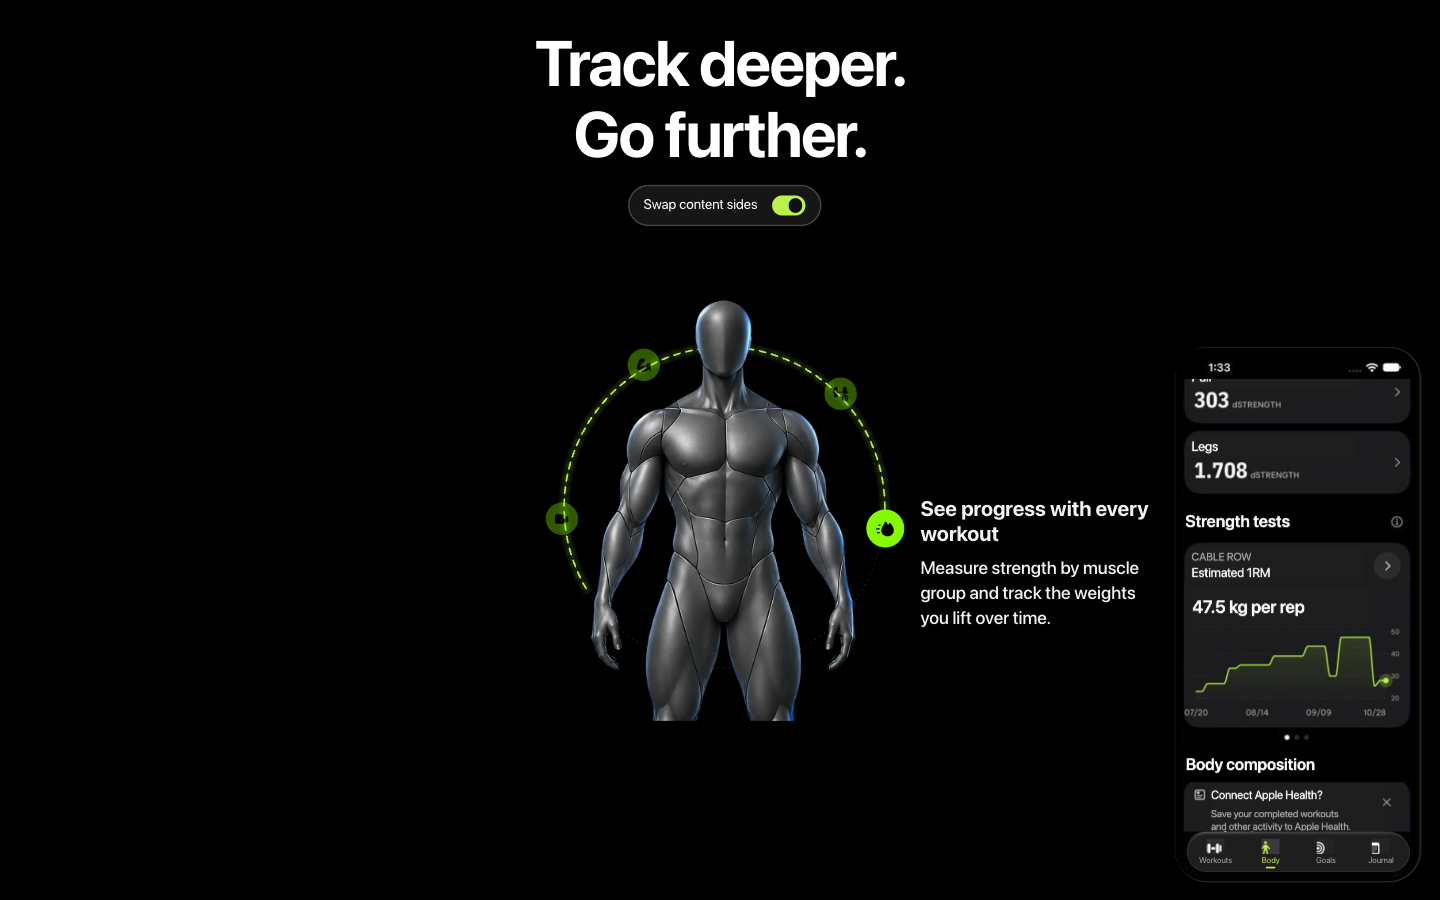 Track deeper.
Go further.
Swap content sides
See progress with every
workout
Measure strength by muscle
group and track the weights
you lift over time.
1:33
303 dSTRENGTH
Legs
1.708 dSTRENGTH
Strength tests
CABLE ROW
Estimated 1RM
47.5 kg per rep
50
40
30
20
07/20 08/14 09/09 10/28
Body composition
Connect Apple Health?
Save your completed workouts
and other activity to Apple Health.
Workouts Body Goals Journal